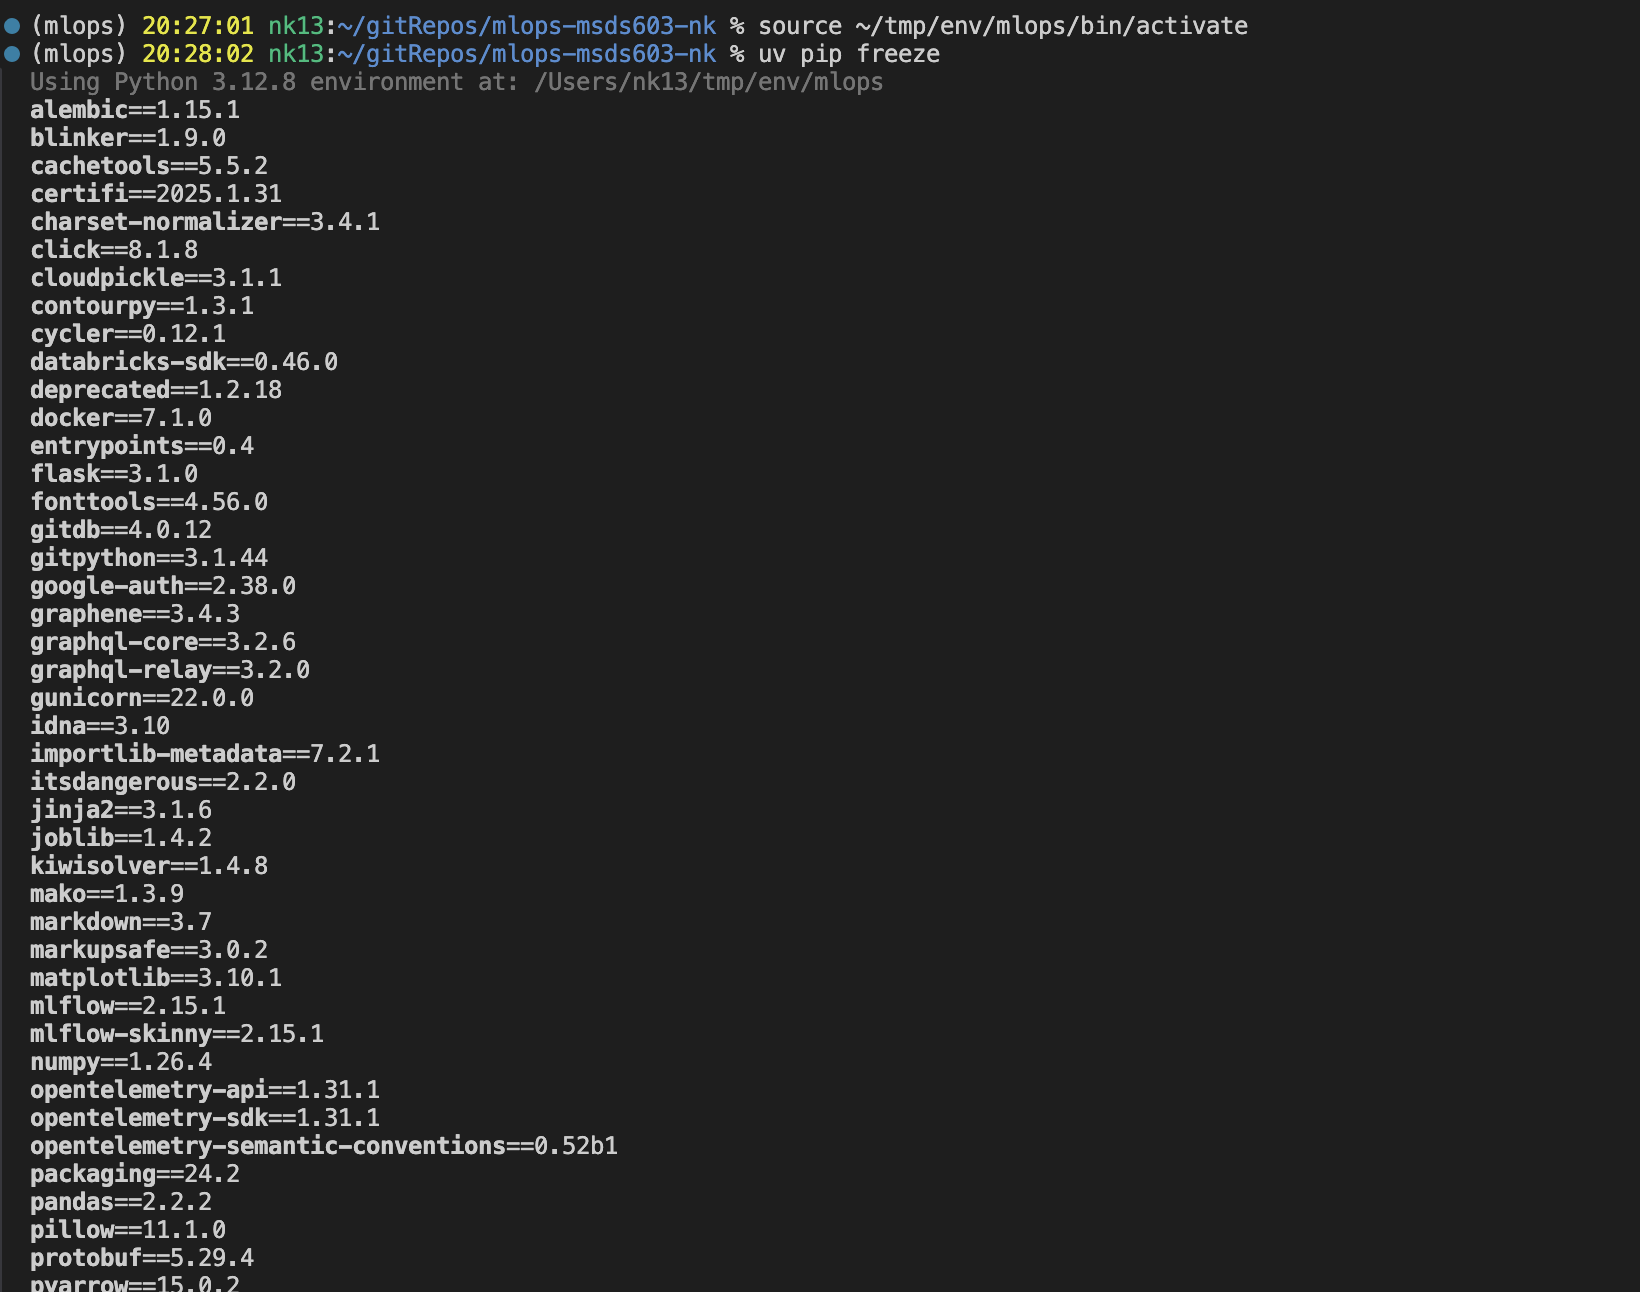 (mlops) 20:27:01 nk13:~/gitRepos/mlops-msds603-nk % source ~/tmp/env/mlops/bin/activate
(mlops) 20:28:02 nk13:~/gitRepos/mlops-msds603-nk % uv pip freeze
Using Python 3.12.8 environment at: /Users/nk13/tmp/env/mlops
alembic==1.15.1
blinker==1.9.0
cachetools==5.5.2
certifi==2025.1.31
charset-normalizer==3.4.1
click==8.1.8
cloudpickle==3.1.1
contourpy==1.3.1
cycler==0.12.1
databricks-sdk==0.46.0
deprecated==1.2.18
docker==7.1.0
entrypoints==0.4
flask==3.1.0
fonttools==4.56.0
gitdb==4.0.12
gitpython==3.1.44
google-auth==2.38.0
graphene==3.4.3
graphql-core==3.2.6
graphql-relay==3.2.0
gunicorn==22.0.0
idna==3.10
importlib-metadata==7.2.1
itsdangerous==2.2.0
jinja2==3.1.6
joblib==1.4.2
kiwisolver==1.4.8
mako==1.3.9
markdown==3.7
markupsafe==3.0.2
matplotlib==3.10.1
mlflow==2.15.1
mlflow-skinny==2.15.1
numpy==1.26.4
opentelemetry-api==1.31.1
opentelemetry-sdk==1.31.1
opentelemetry-semantic-conventions==0.52b1
packaging==24.2
pandas==2.2.2
pillow==11.1.0
protobuf==5.29.4
pyarrow==15.0.2